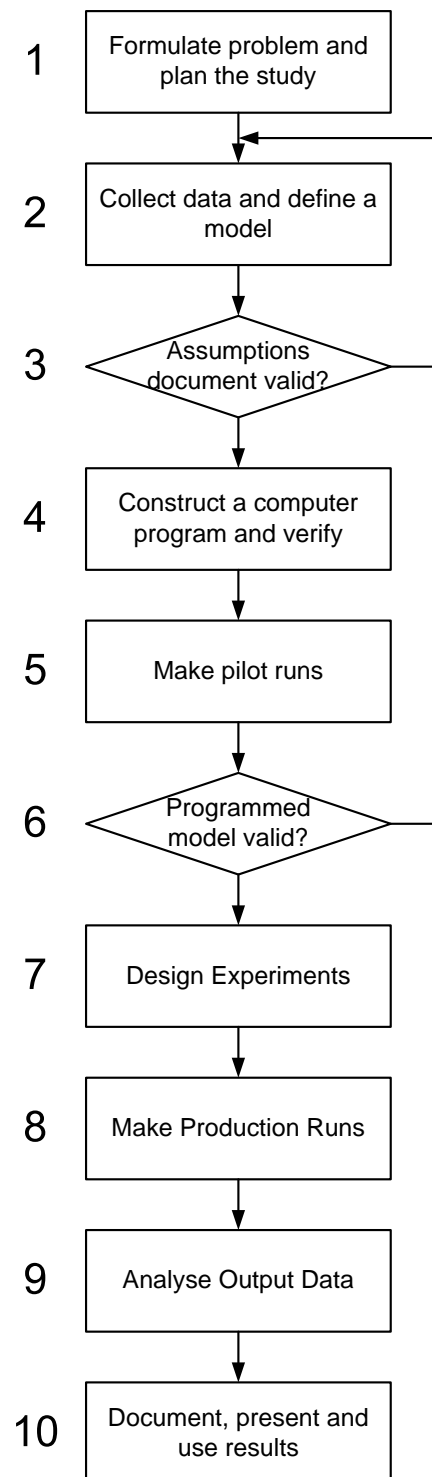 1
Formulate problem and
plan the study
2
Collect data and define a
model
3
Assumptions
document valid?
4
Construct a computer
program and verify
5
Make pilot runs
6
Programmed
model valid?
7
Design Experiments
8
Make Production Runs
9
Analyse Output Data
10
Document, present and
use results